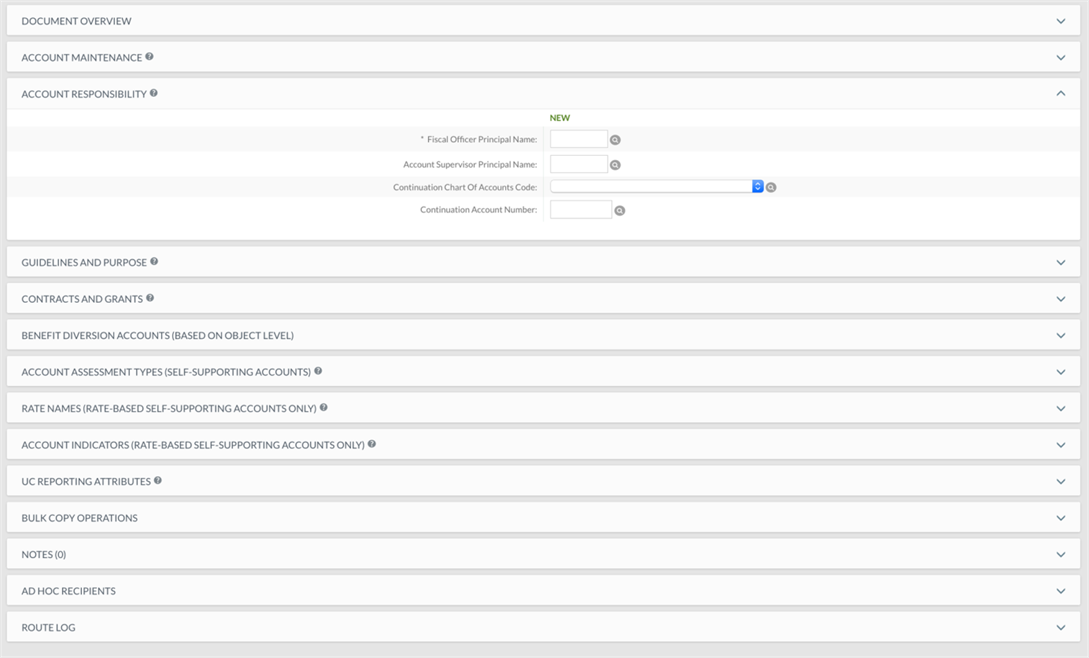 DOCUMENT OVERVIEW
ACCOUNT MAINTENANCE ?
ACCOUNT RESPONSIBILITY ?
NEW
* Fiscal Officer Principal Name:
Account Supervisor Principal Name:
Continuation Chart Of Accounts Code:
Continuation Account Number:
GUIDELINES AND PURPOSE ?
CONTRACTS AND GRANTS ?
BENEFIT DIVERSION ACCOUNTS (BASED ON OBJECT LEVEL)
ACCOUNT ASSESSMENT TYPES (SELF-SUPPORTING ACCOUNTS) ?
RATE NAMES (RATE-BASED SELF-SUPPORTING ACCOUNTS ONLY) ?
ACCOUNT INDICATORS (RATE-BASED SELF-SUPPORTING ACCOUNTS ONLY) ?
UC REPORTING ATTRIBUTES ?
BULK COPY OPERATIONS
NOTES (0)
AD HOC RECIPIENTS
ROUTE LOG